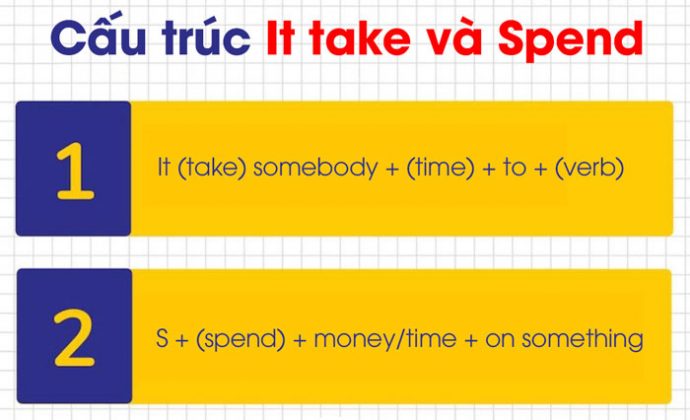 Cấu trúc It take và Spend
1
It (take) somebody + (time) + to + (verb)
2
S + (spend) + money/time + on something